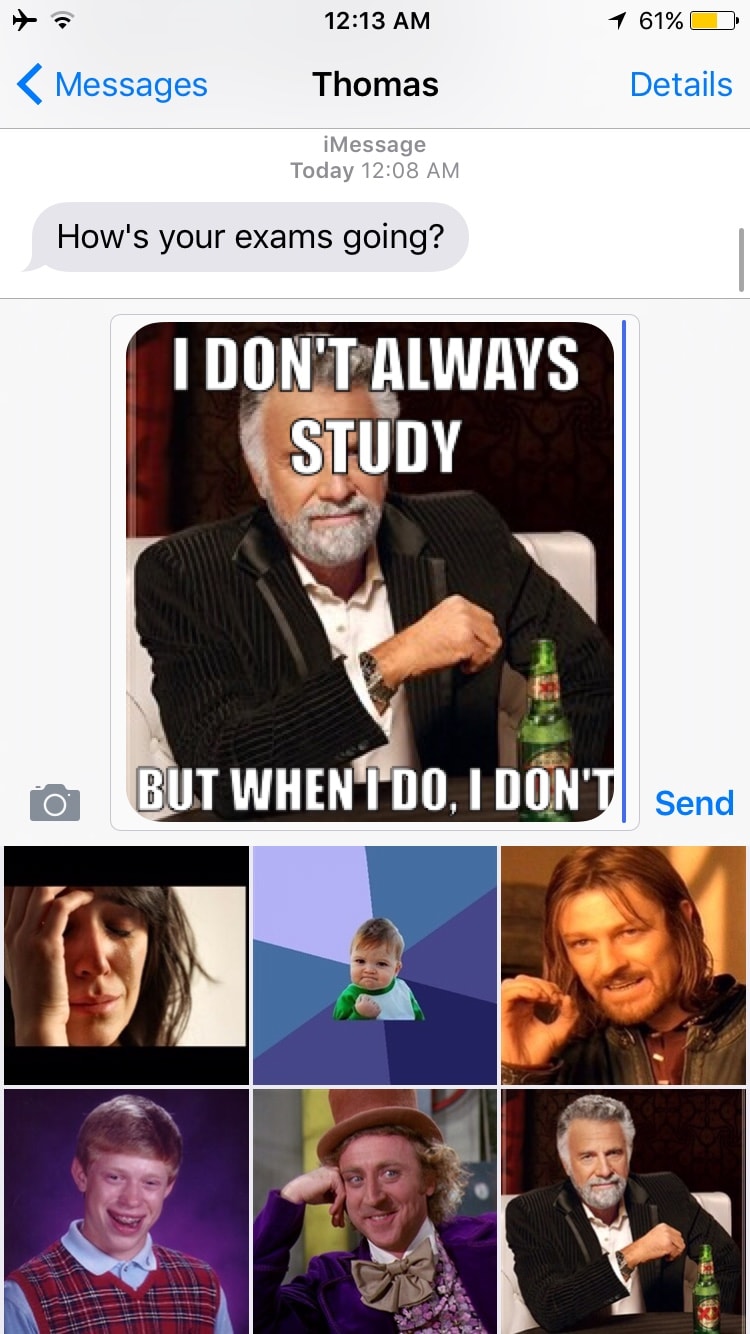 12:13 AM 61%
Messages Thomas Details
iMessage
Today 12:08 AM
How's your exams going?
I DON'T ALWAYS
STUDY
BUT WHEN I DO, I DON'T
Send